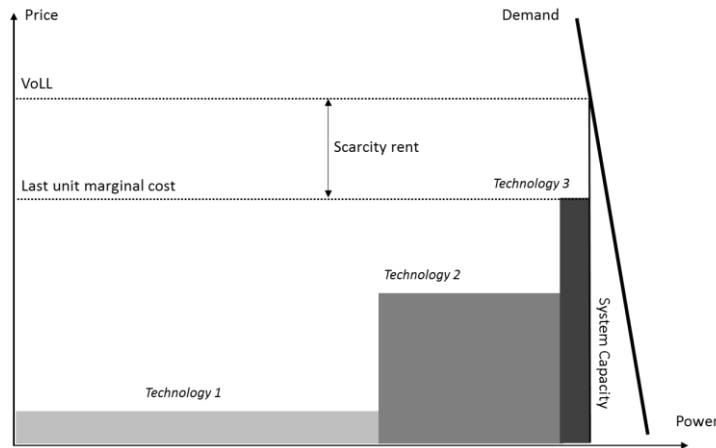 Price
Demand
VoLL
Scarcity rent
Last unit marginal cost
Technology 3
Technology 2
System Capacity
Technology 1
Power